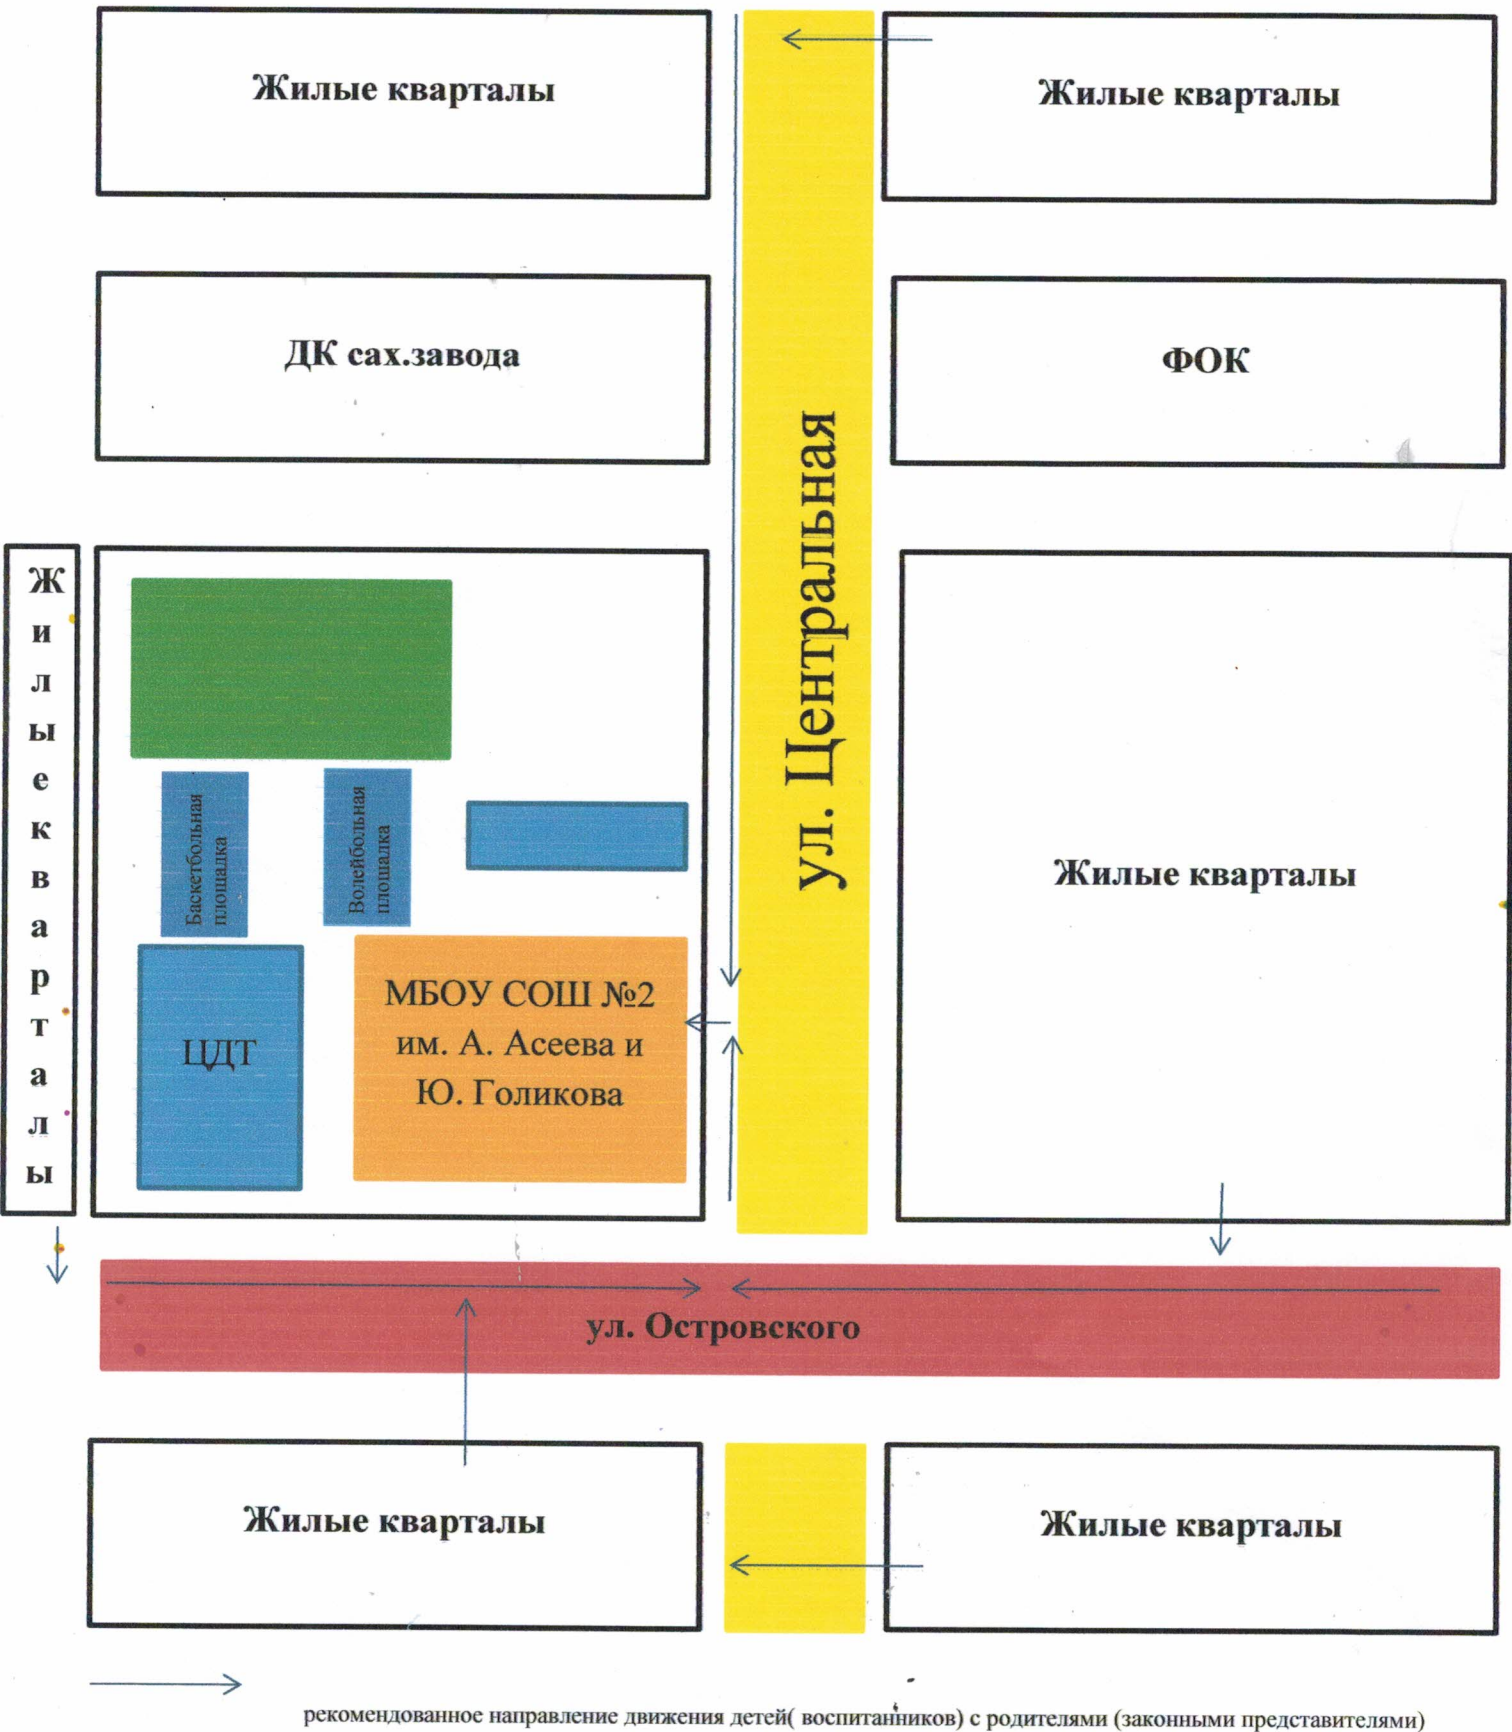 Жилые кварталы
Жилые кварталы
ДК сах.завода
ФОК
ул. Центральная
Жилые кварталы
Баскетбольная
площадка
Волейбольная
площадка
ЦДТ
МБОУ СОШ №2
им. А. Асеева и
Ю. Голикова
Жилые кварталы
ул. Островского
Жилые кварталы
Жилые кварталы
рекомендованное направление движения детей( воспитанников) с родителями (законными представителями)